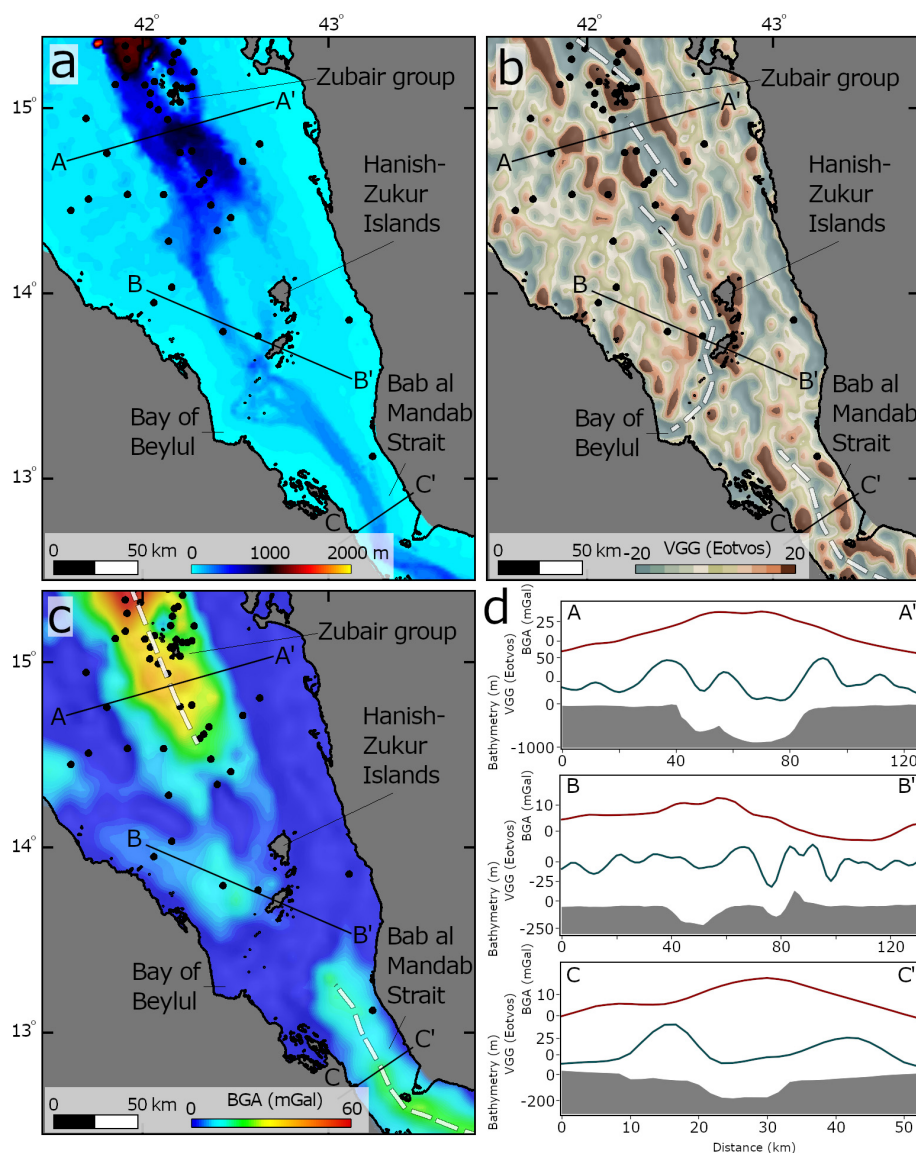 42°
43°
42°
43°
a
Zubair group
15°
A'
A
Hanish-
Zukur
Islands
14°
B
B'
Bab al
Mandab
Strait
Bay of
Beylul
13°
C'
C
0 50 km
0 1000 2000 m
b
Zubair group
15°
A'
A
Hanish-
Zukur
Islands
14°
B
B'
Bab al
Mandab
Strait
Bay of
Beylul
13°
C'
C
0 50 km
-20 VGG (Eotvos) 20
c
Zubair group
15°
A'
A
Hanish-
Zukur
Islands
14°
B
B'
Bab al
Mandab
Strait
Bay of
Beylul
13°
C'
C
0 50 km
0 BGA (mGal) 60
d
A A'
BGA (mGal)
25
0
VGG (Eotvos)
50
0
Bathymetry (m)
0
-1000
0 40 80 120
B B'
BGA (mGal)
10
0
VGG (Eotvos)
0
-25
Bathymetry (m)
0
-250
0 40 80 120
C C'
BGA (mGal)
10
0
VGG (Eotvos)
25
0
Bathymetry (m)
0
-200
0 10 20 30 40 50
Distance (km)